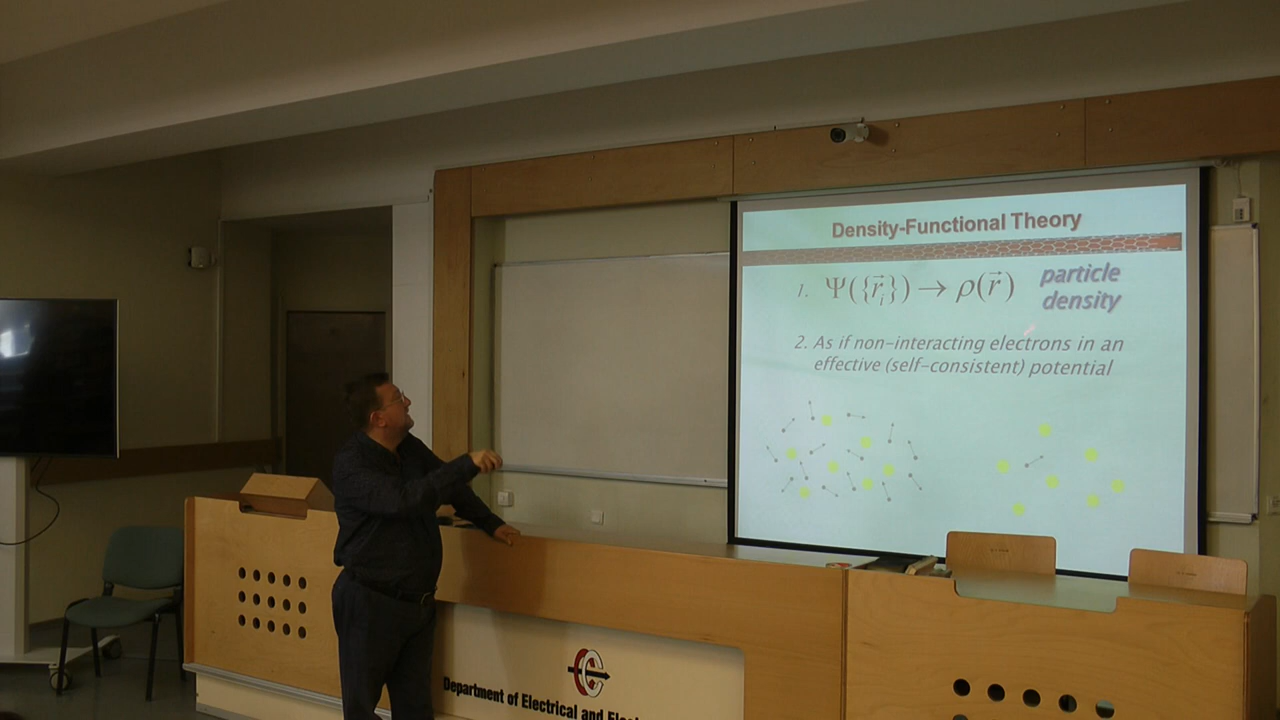 Density-Functional Theory
1. Ψ({r⃗ᵢ}) → ρ(r⃗) particle
density
2. As if non-interacting electrons in an
effective (self-consistent) potential
Department of Electrical and